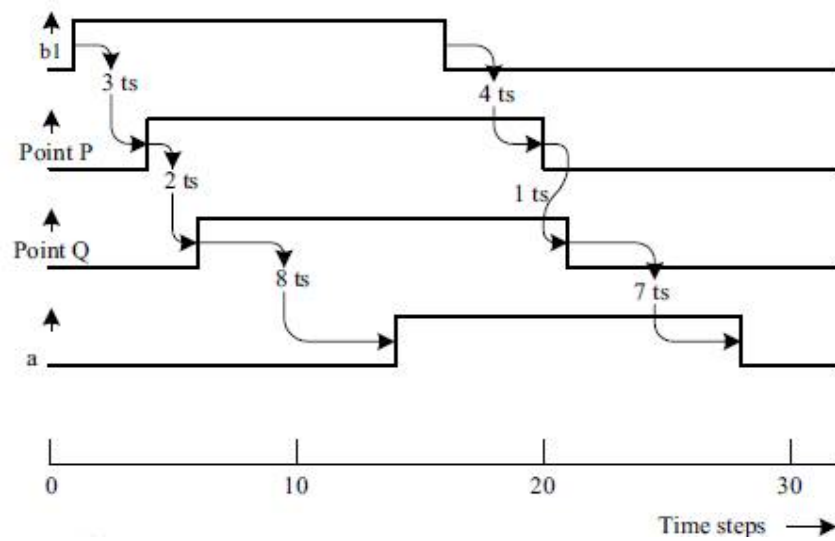 b1
3 ts
4 ts
Point P
2 ts
1 ts
Point Q
8 ts
7 ts
a
0 10 20 30
Time steps